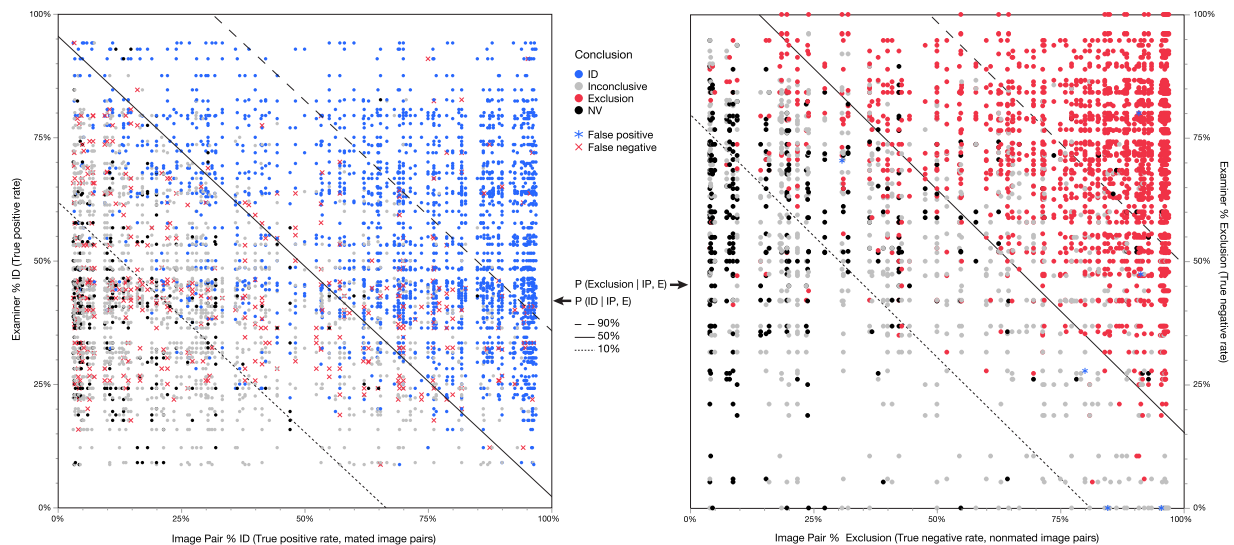 100%
75%
50%
25%
0%
Examiner % ID (True positive rate)
0%
25%
50%
75%
100%
Image Pair % ID (True positive rate, mated image pairs)
Conclusion
ID
Inconclusive
Exclusion
NV
False positive
False negative
P (Exclusion | IP, E)
P (ID | IP, E)
90%
50%
10%
100%
75%
50%
25%
0%
Examiner % Exclusion (True negative rate)
0%
25%
50%
75%
100%
Image Pair % Exclusion (True negative rate, nonmated image pairs)